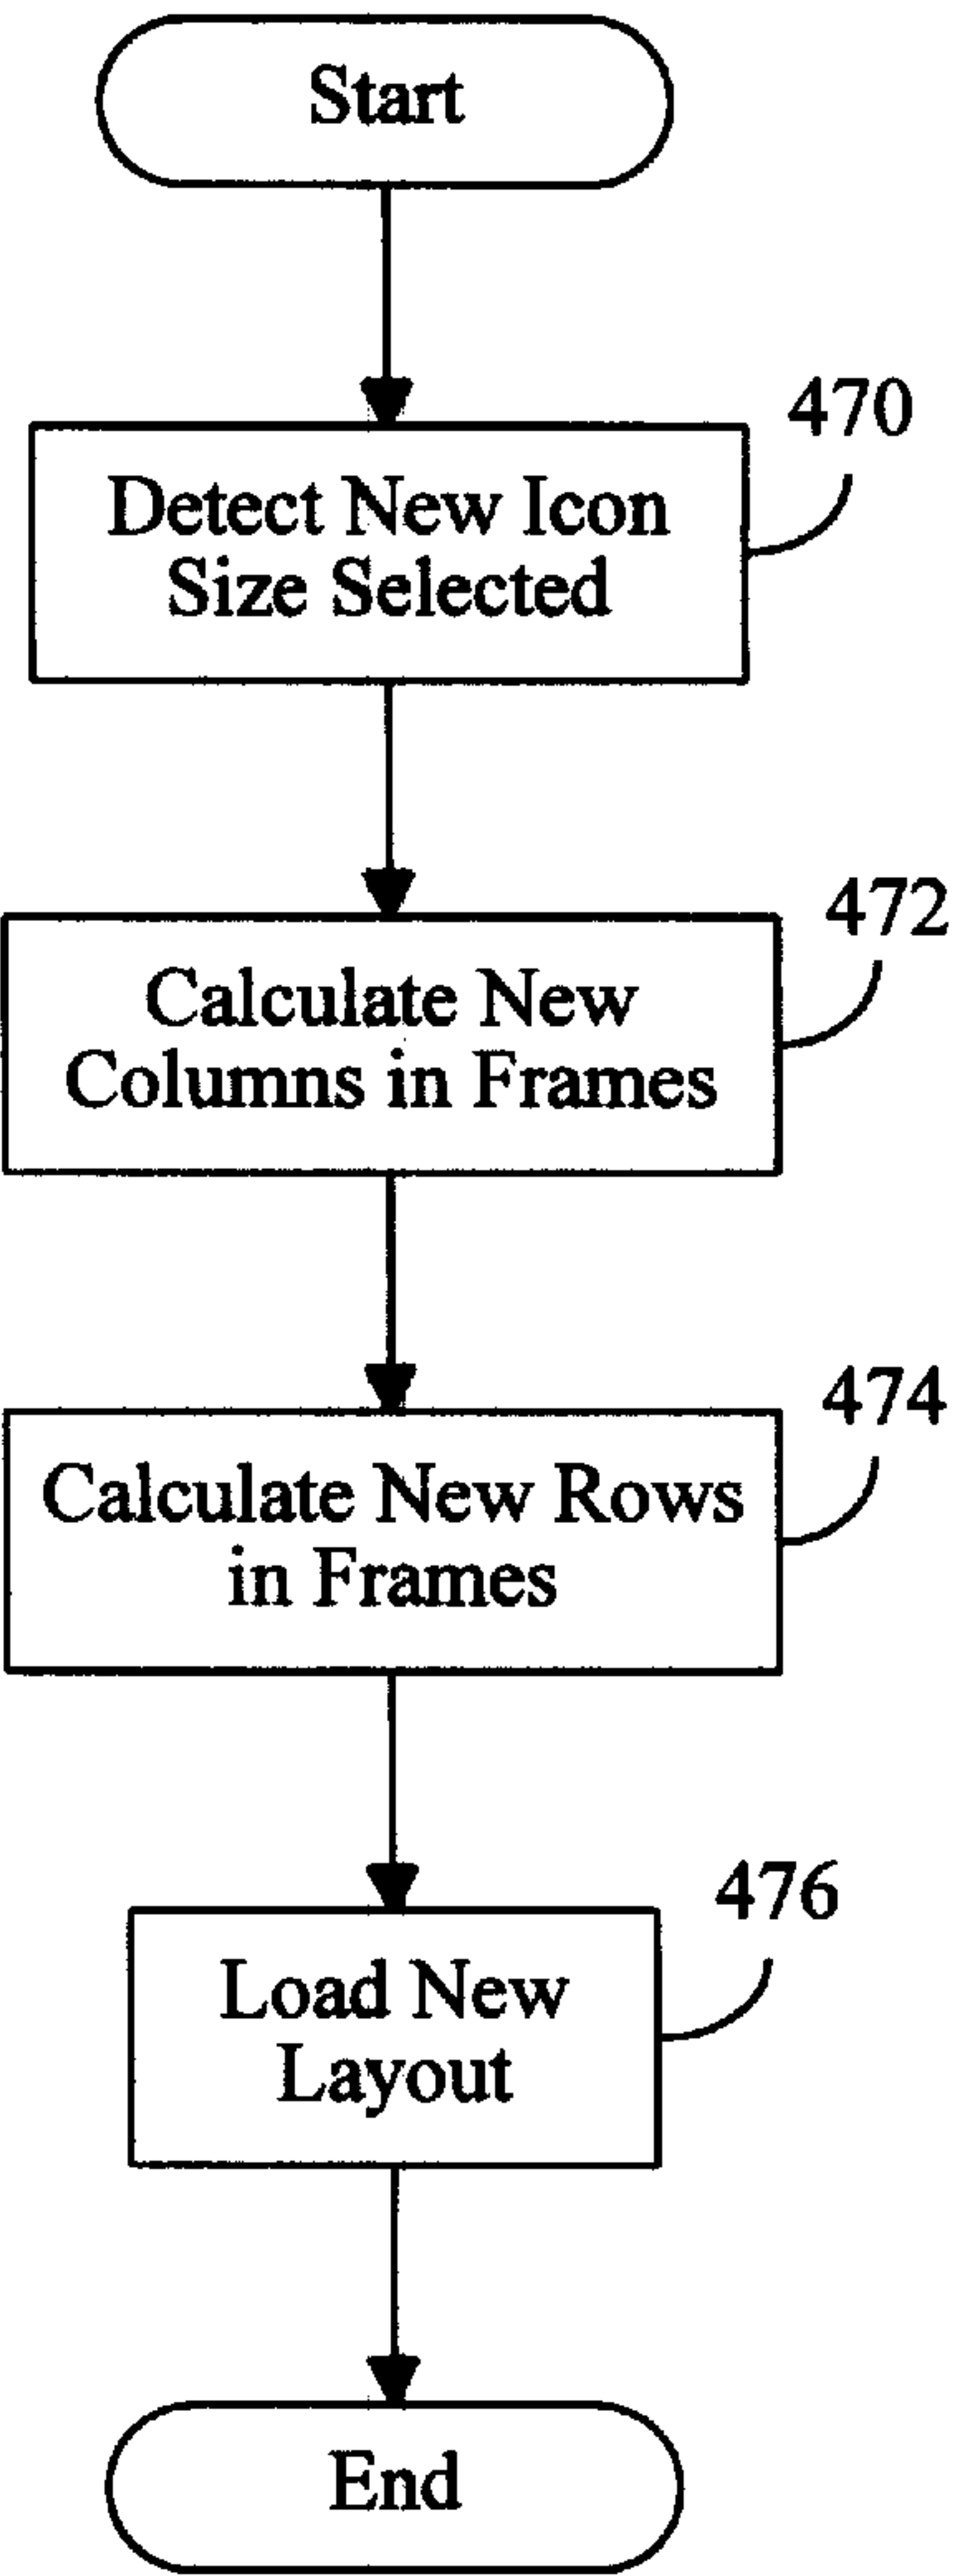 Start
470
Detect New Icon
Size Selected
472
Calculate New
Columns in Frames
474
Calculate New Rows
in Frames
476
Load New
Layout
End